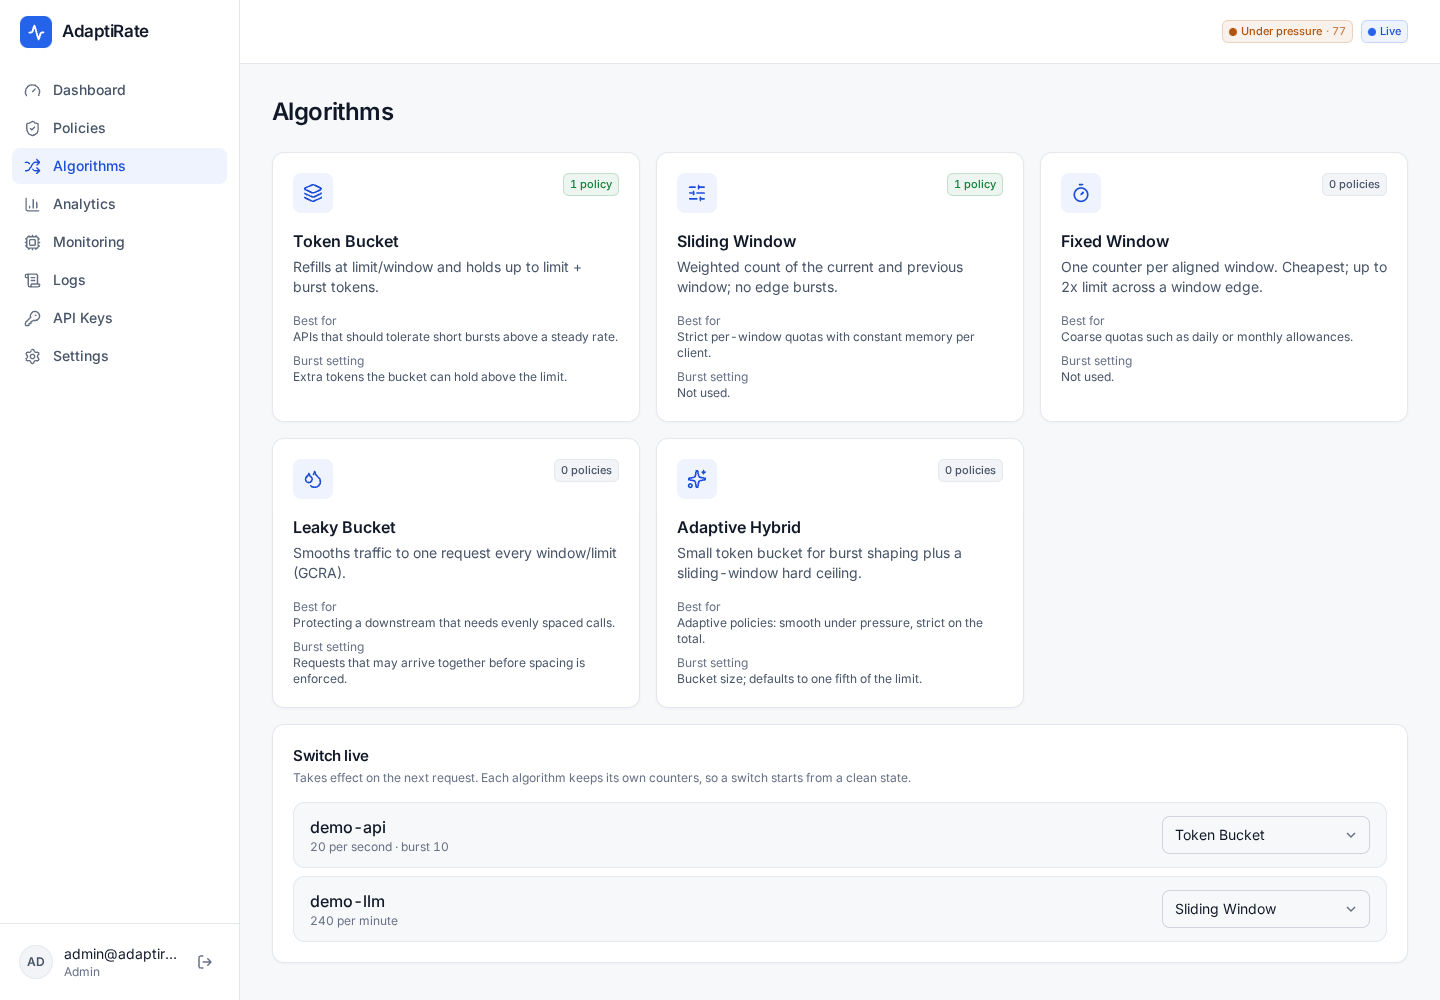 AdaptiRate
Under pressure · 77
Live
Dashboard
Policies
Algorithms
Analytics
Monitoring
Logs
API Keys
Settings
Algorithms
1 policy
Token Bucket
Refills at limit/window and holds up to limit +
burst tokens.
Best for
APIs that should tolerate short bursts above a steady rate.
Burst setting
Extra tokens the bucket can hold above the limit.
1 policy
Sliding Window
Weighted count of the current and previous
window; no edge bursts.
Best for
Strict per-window quotas with constant memory per
client.
Burst setting
Not used.
0 policies
Fixed Window
One counter per aligned window. Cheapest; up to
2x limit across a window edge.
Best for
Coarse quotas such as daily or monthly allowances.
Burst setting
Not used.
0 policies
Leaky Bucket
Smooths traffic to one request every window/limit
(GCRA).
Best for
Protecting a downstream that needs evenly spaced calls.
Burst setting
Requests that may arrive together before spacing is
enforced.
0 policies
Adaptive Hybrid
Small token bucket for burst shaping plus a
sliding-window hard ceiling.
Best for
Adaptive policies: smooth under pressure, strict on the
total.
Burst setting
Bucket size; defaults to one fifth of the limit.
Switch live
Takes effect on the next request. Each algorithm keeps its own counters, so a switch starts from a clean state.
demo-api
20 per second · burst 10
Token Bucket
demo-llm
240 per minute
Sliding Window
AD
admin@adaptir...
Admin